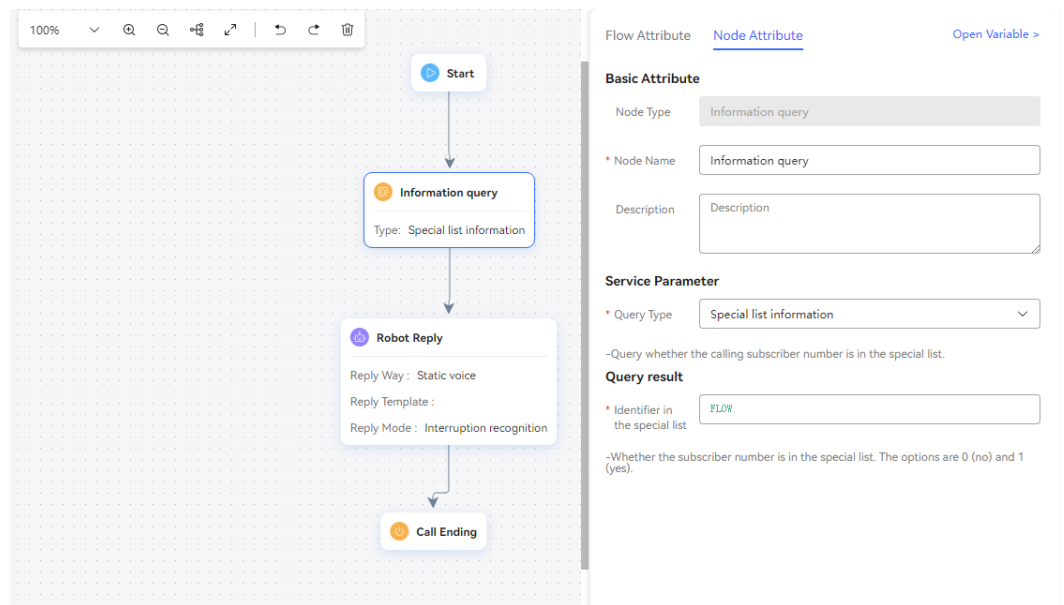 100%
Start
Information query
Type: Special list information
Robot Reply
Reply Way : Static voice
Reply Template :
Reply Mode : Interruption recognition
Call Ending
Flow Attribute Node Attribute Open Variable >
Basic Attribute
Node Type Information query
* Node Name Information query
Description Description
Service Parameter
* Query Type Special list information
-Query whether the calling subscriber number is in the special list.
Query result
* Identifier in
the special list
FLOW
-Whether the subscriber number is in the special list. The options are 0 (no) and 1
(yes).